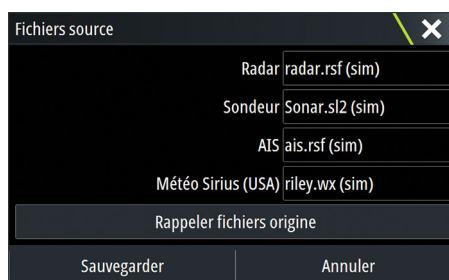 Fichiers source
Radar radar.rsf (sim)
Sondeur Sonar.sl2 (sim)
AIS ais.rsf (sim)
Météo Sirius (USA) riley.wx (sim)
Rappeler fichiers origine
Sauvegarder Annuler